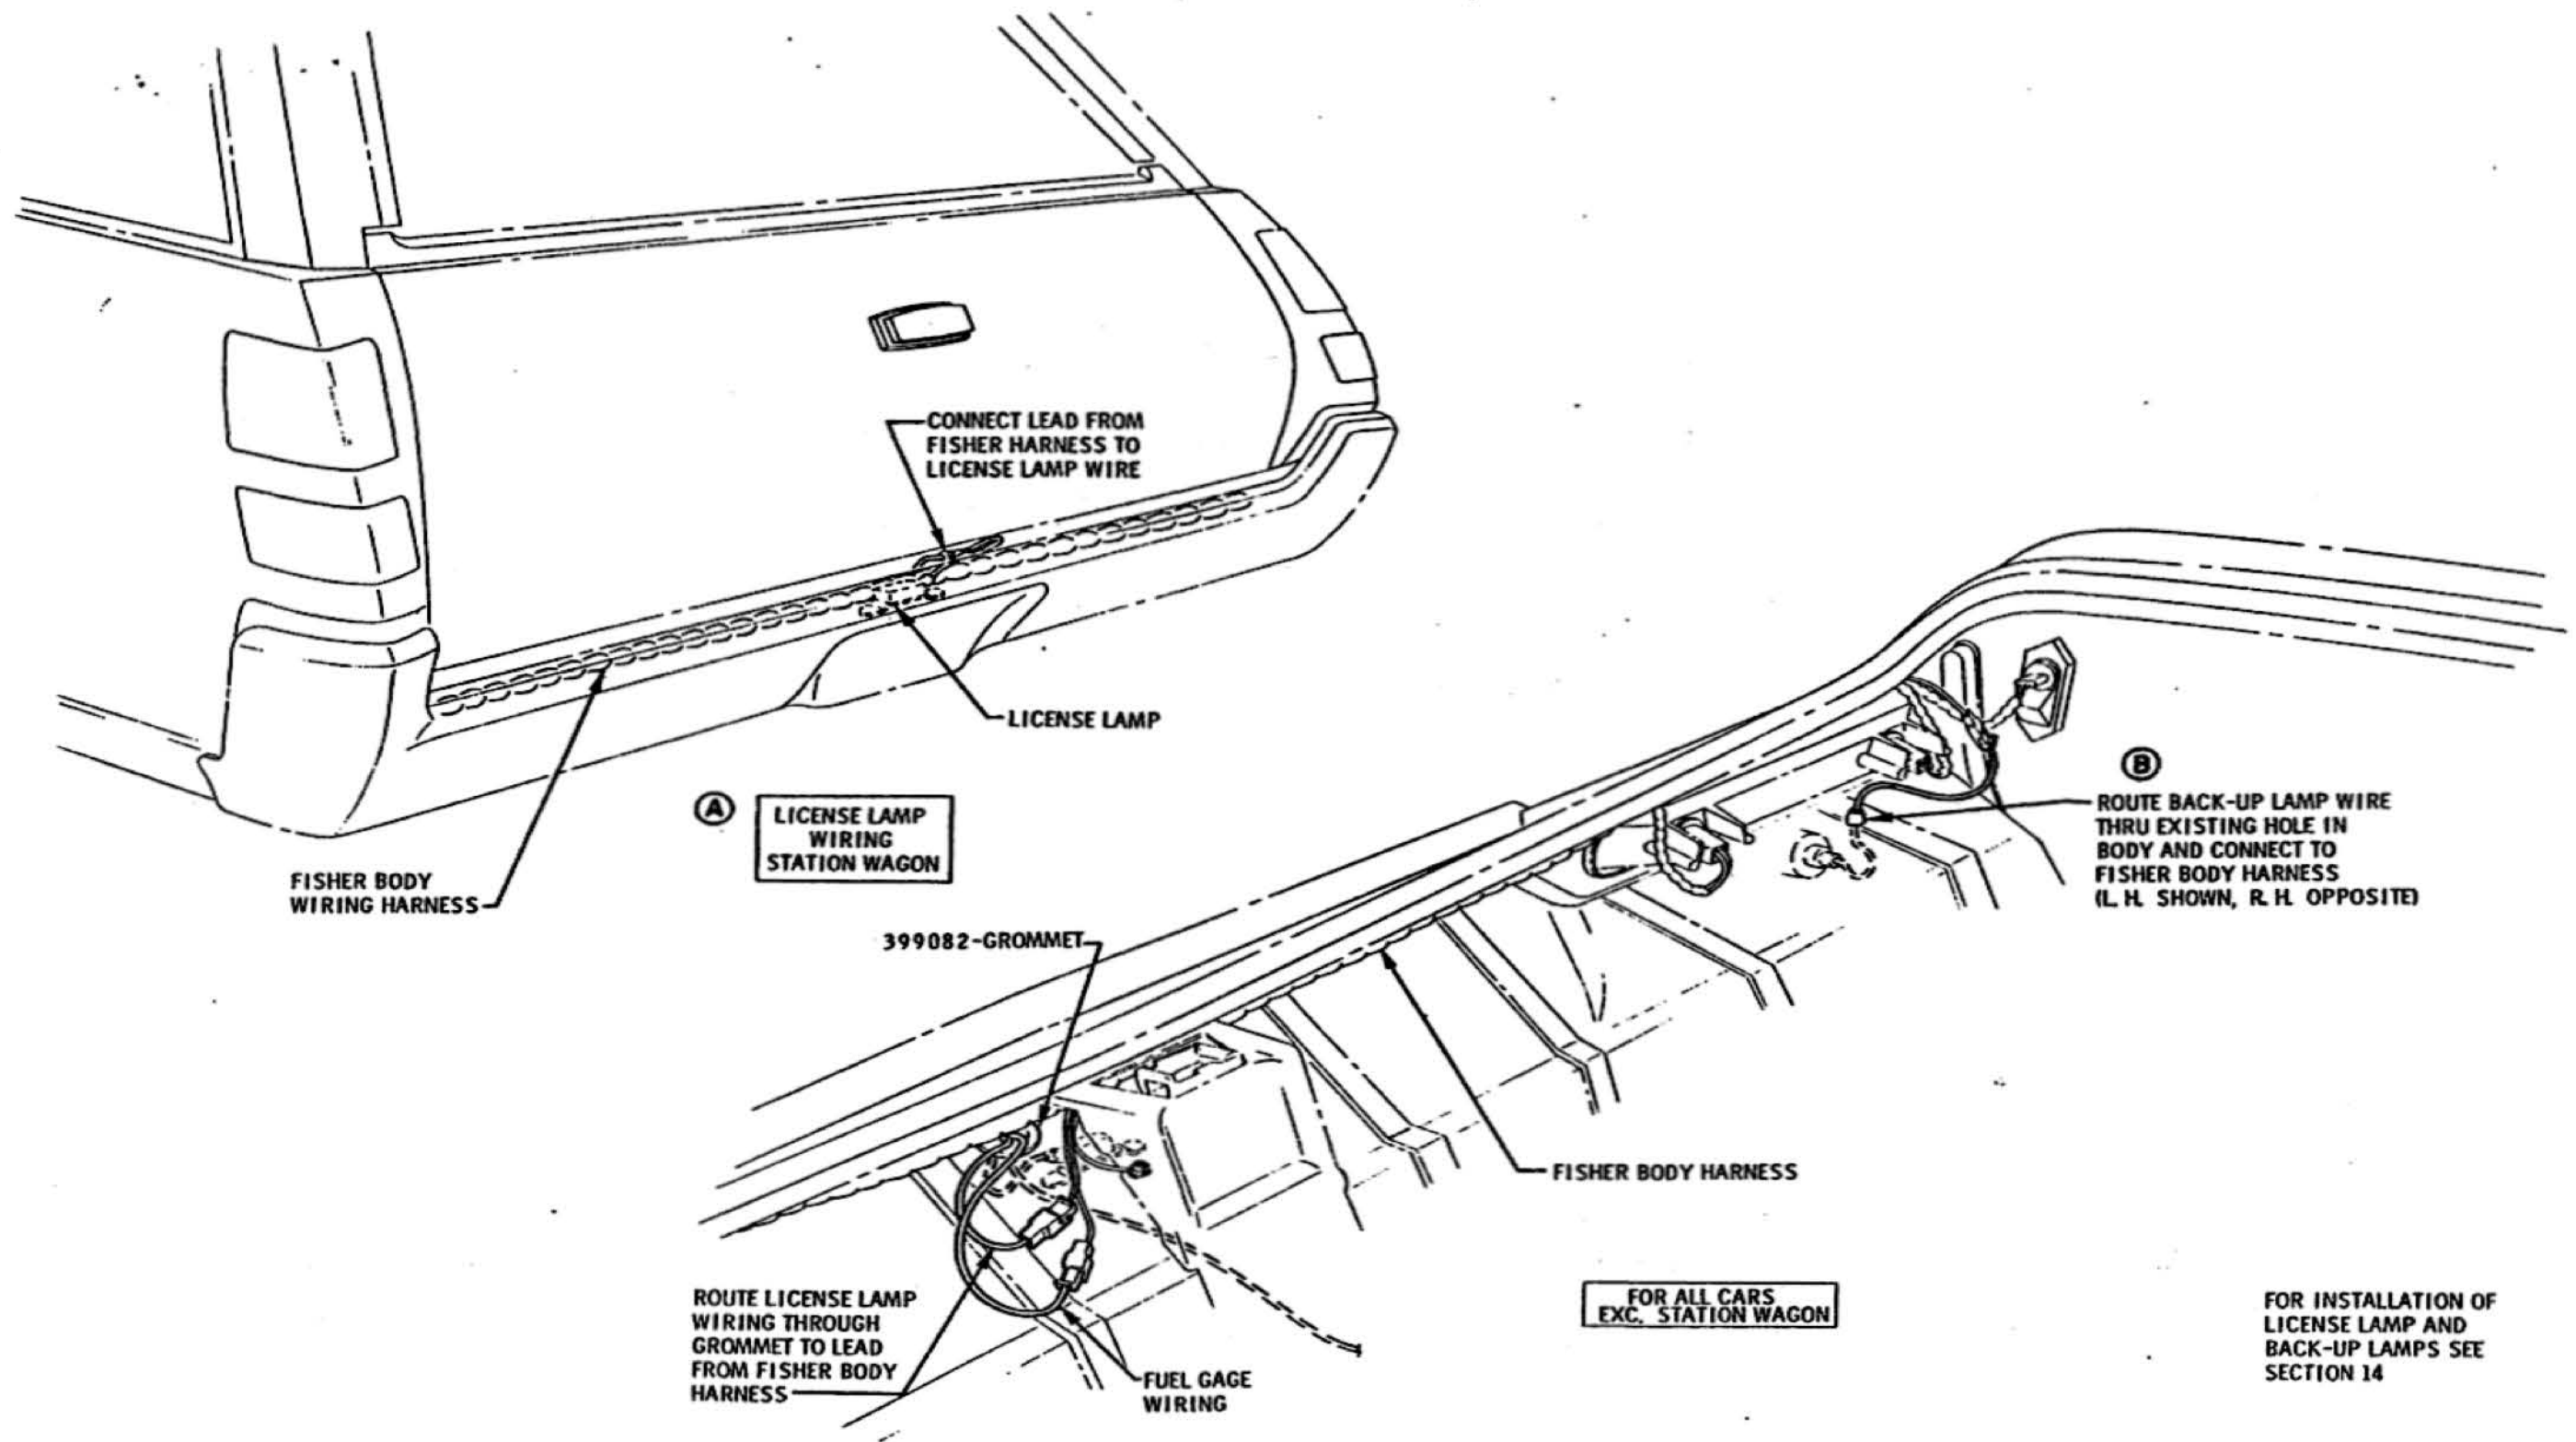 CONNECT LEAD FROM
FISHER HARNESS TO
LICENSE LAMP WIRE
LICENSE LAMP
A
LICENSE LAMP
WIRING
STATION WAGON
FISHER BODY
WIRING HARNESS
B
ROUTE BACK-UP LAMP WIRE
THRU EXISTING HOLE IN
BODY AND CONNECT TO
FISHER BODY HARNESS
(L. H. SHOWN, R. H. OPPOSITE)
399082-GROMMET
FISHER BODY HARNESS
ROUTE LICENSE LAMP
WIRING THROUGH
GROMMET TO LEAD
FROM FISHER BODY
HARNESS
FUEL GAGE
WIRING
FOR ALL CARS
EXC. STATION WAGON
FOR INSTALLATION OF
LICENSE LAMP AND
BACK-UP LAMPS SEE
SECTION 14